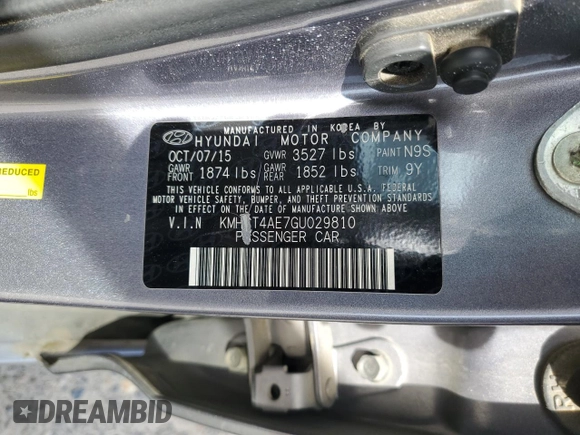 MANUFACTURED IN KOREA BY
HYUNDAI MOTOR COMPANY
OCT/07/15 GVWR 3527 lbs PAINT N9S
GAWR FRONT 1874 lbs GAWR REAR 1852 lbs TRIM 9Y
THIS VEHICLE CONFORMS TO ALL APPLICABLE U.S.A. FEDERAL
MOTOR VEHICLE SAFETY, BUMPER, AND THEFT PREVENTION STANDARDS
IN EFFECT ON THE DATE OF MANUFACTURE SHOWN ABOVE.
V.I.N
PASSENGER CAR
REDUCED
lbs
DREAMBID